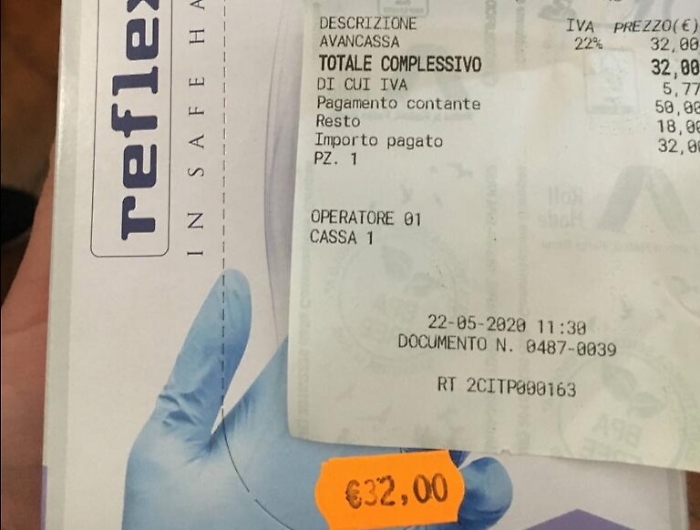 reflex
IN SAFE HA
DESCRIZIONE IVA PREZZO(€)
AVANCASSA 22% 32,00
TOTALE COMPLESSIVO 32,00
DI CUI IVA 5,77
Pagamento contante 50,00
Resto 18,00
Importo pagato 32,00
PZ. 1
OPERATORE 01
CASSA 1
22-05-2020 11:30
DOCUMENTO N. 0487-0039
RT 2CITP000163
€32,00